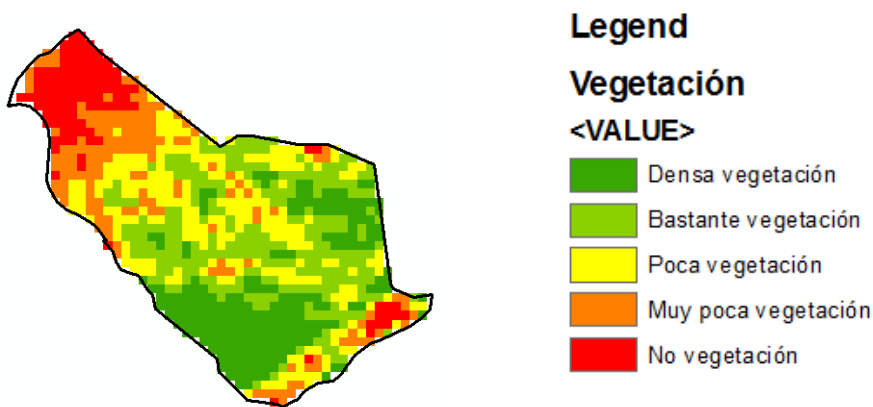 Legend
Vegetación
<VALUE>
Densa vegetación
Bastante vegetación
Poca vegetación
Muy poca vegetación
No vegetación